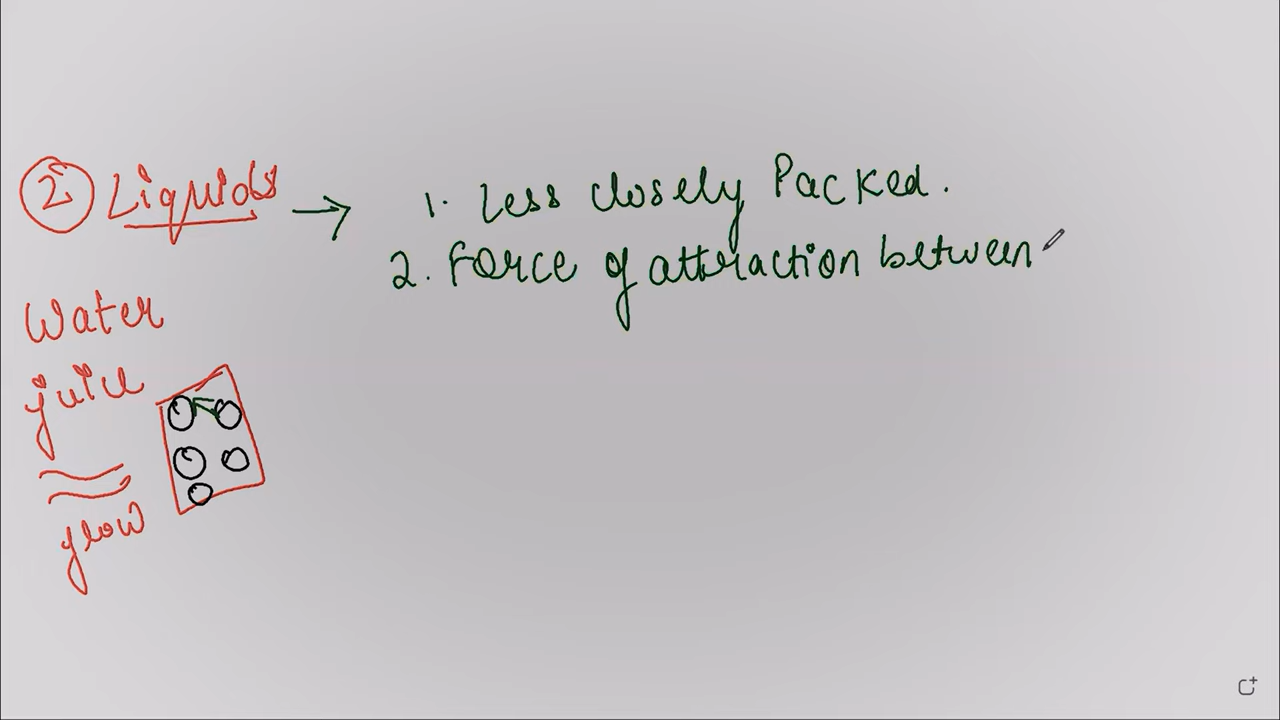 2 Liquids → 1. Less closely Packed.
2. Force of attraction between
Water
juice
flow